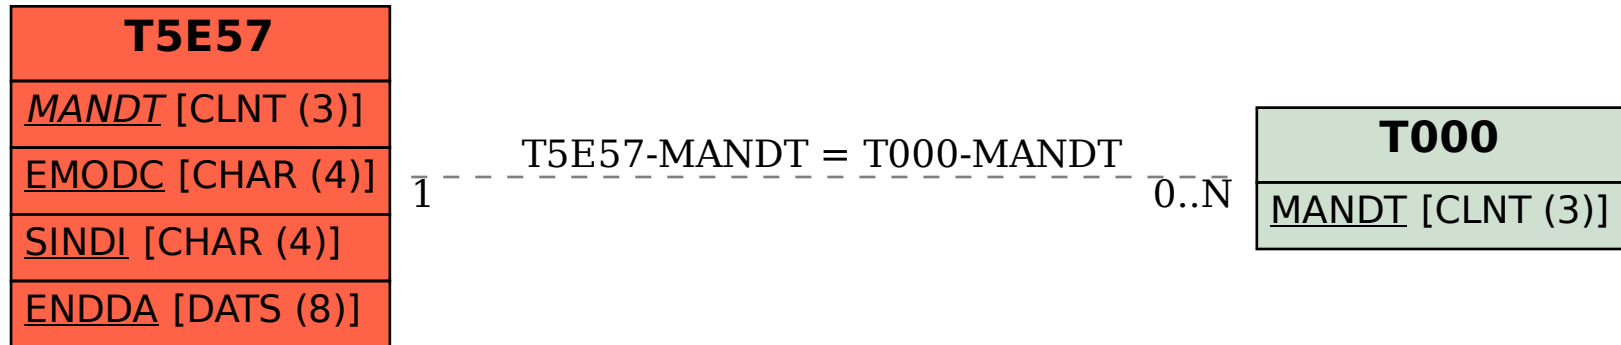 T5E57
MANDT [CLNT (3)]
EMODC [CHAR (4)]
SINDI [CHAR (4)]
ENDDA [DATS (8)]
T5E57-MANDT = T000-MANDT
1
0..N
T000
MANDT [CLNT (3)]